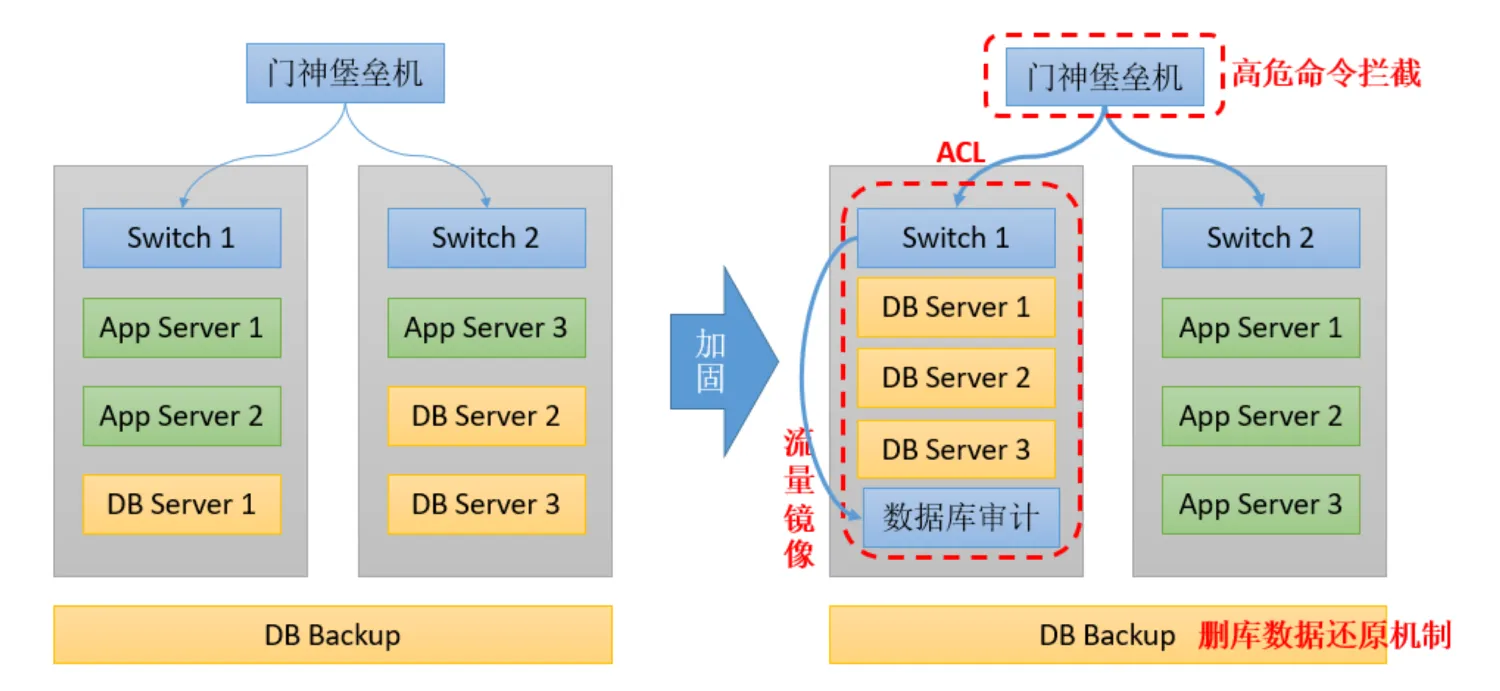 门神堡垒机
Switch 1
App Server 1
App Server 2
DB Server 1
Switch 2
App Server 3
DB Server 2
DB Server 3
DB Backup
加固
门神堡垒机
高危命令拦截
ACL
Switch 1
DB Server 1
DB Server 2
DB Server 3
数据库审计
流量镜像
Switch 2
App Server 1
App Server 2
App Server 3
DB Backup 删库数据还原机制